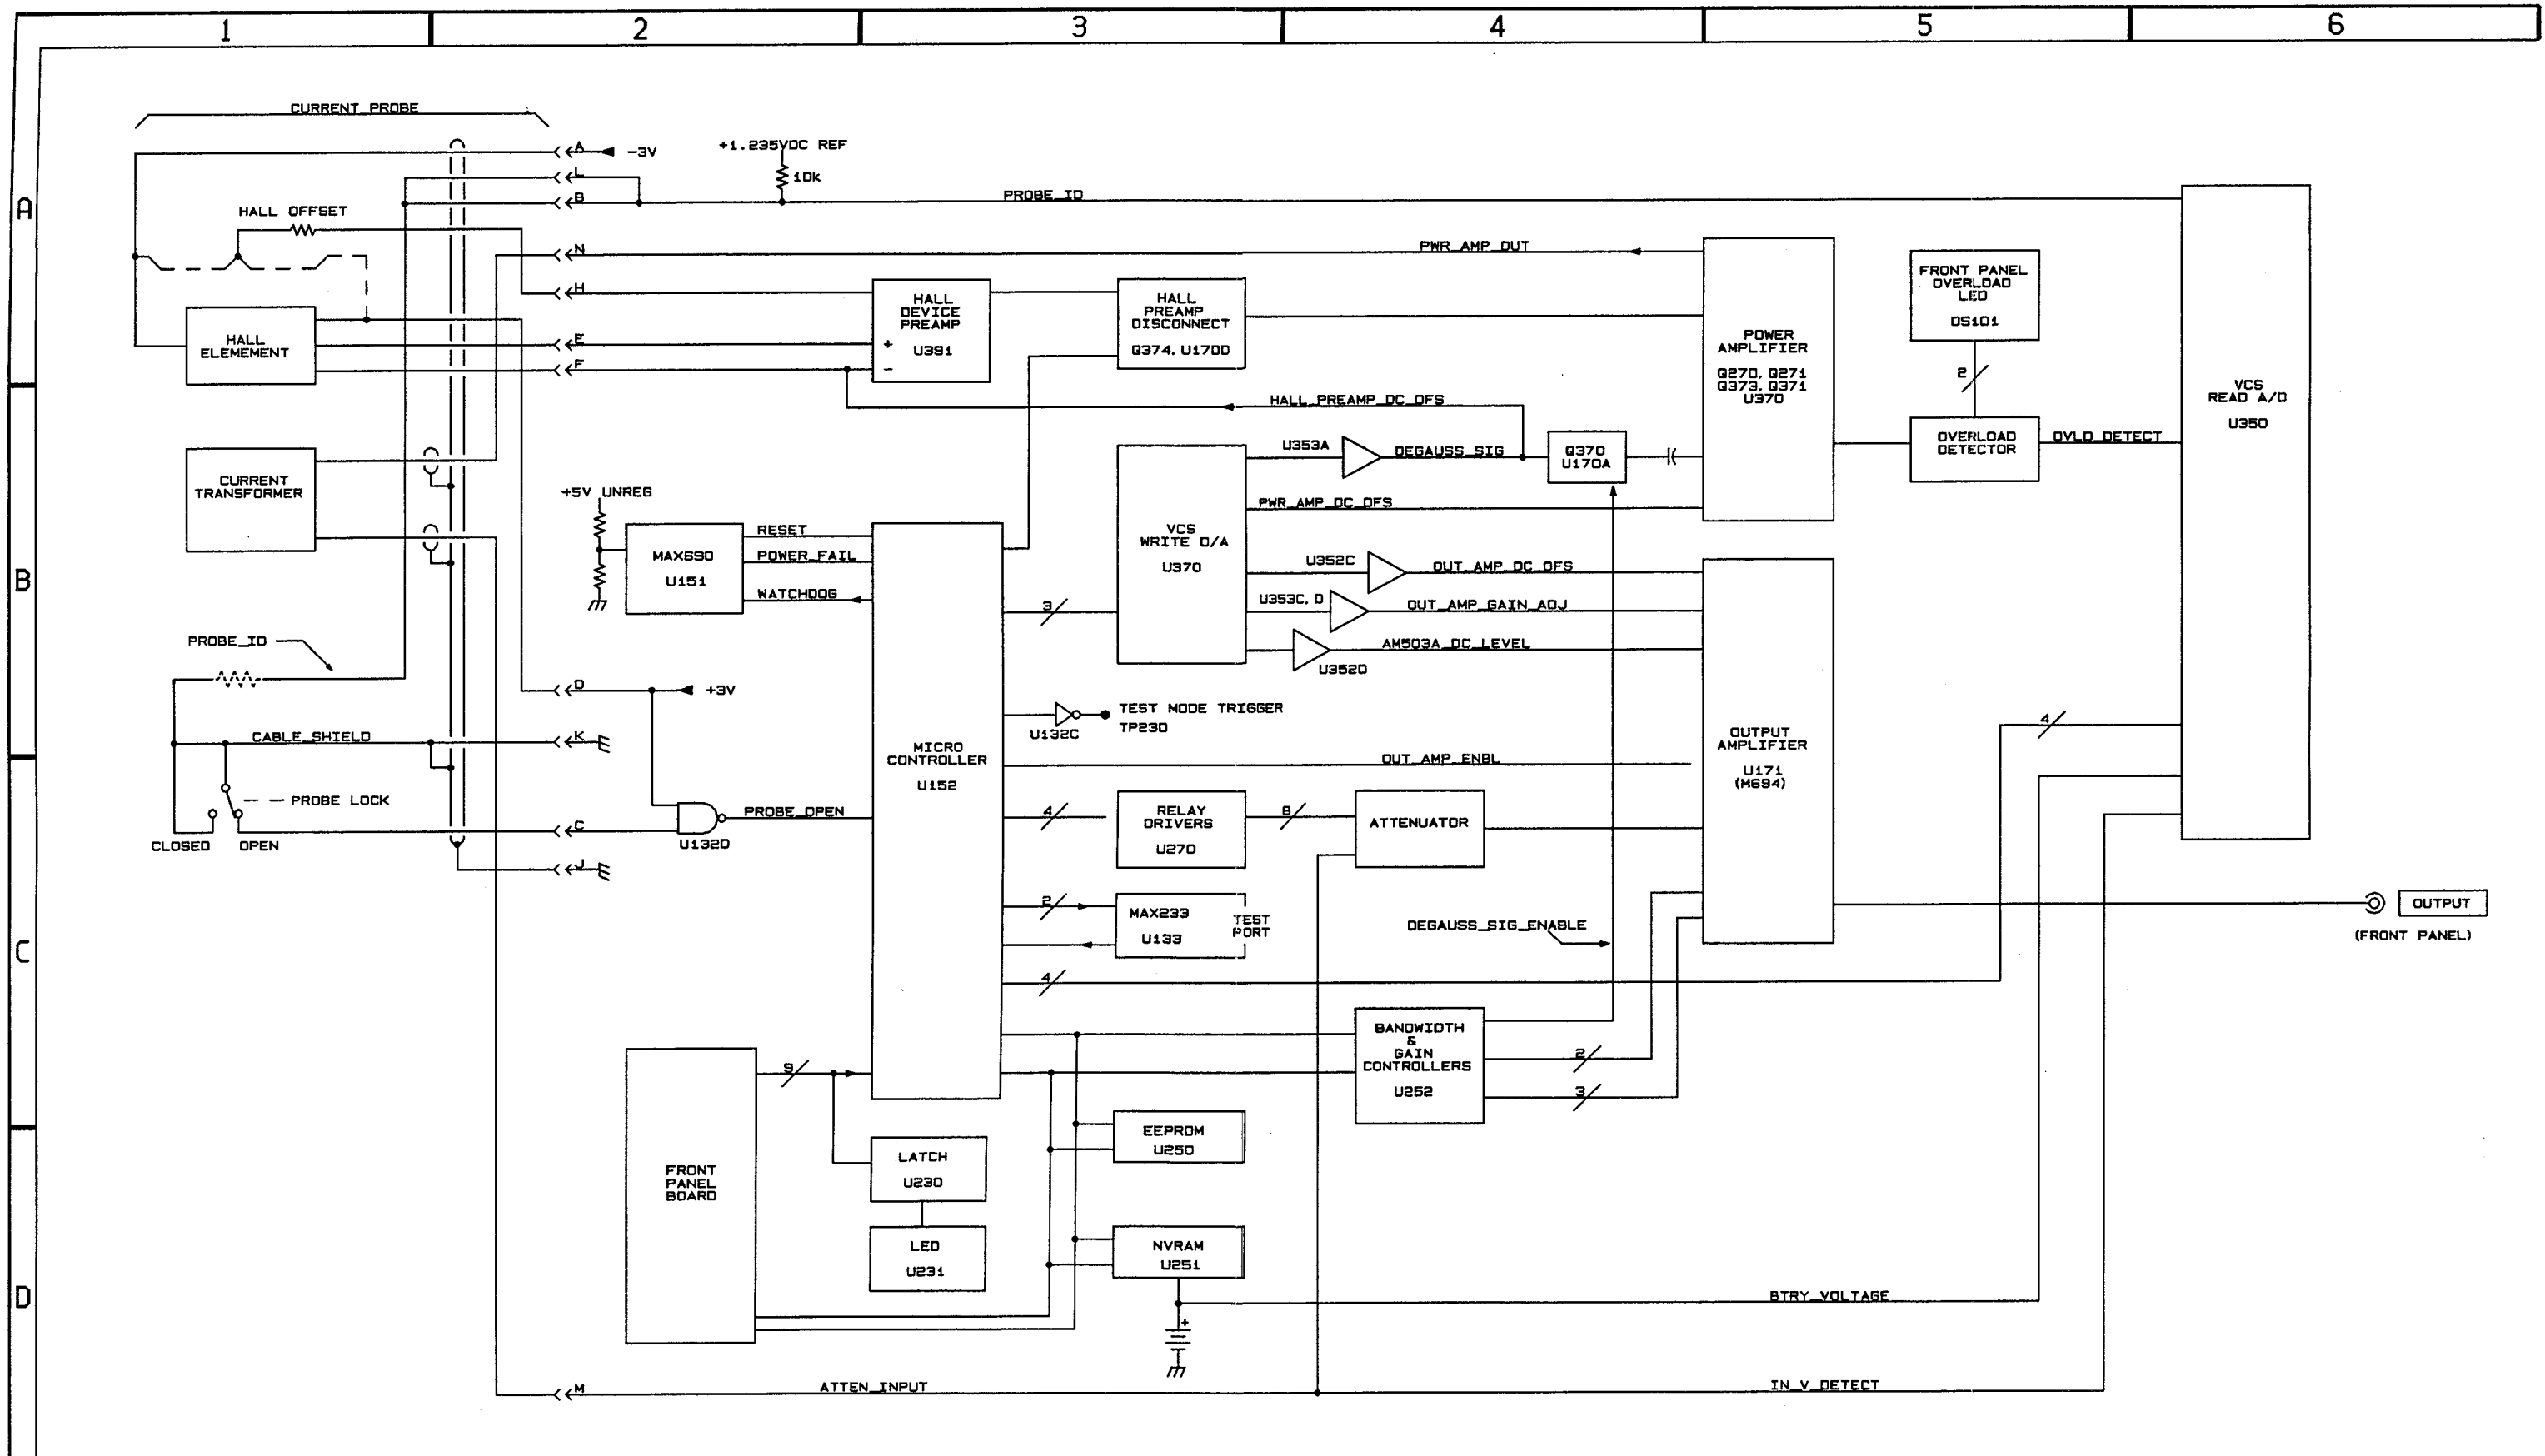 1
2
3
4
5
6
A
B
C
D
CURRENT_PROBE
A
-3V
+1.235VDC REF
10k
L
B
PROBE_ID
HALL OFFSET
N
PWR_AMP_OUT
H
HALL
DEVICE
PREAMP
U391
+
-
HALL
PREAMP
DISCONNECT
Q374, U170D
HALL
ELEMEMENT
E
F
POWER
AMPLIFIER
Q270, Q271
Q373, Q371
U370
FRONT PANEL
OVERLOAD
LED
DS101
2
VCS
READ A/D
U350
HALL_PREAMP_DC_OFS
OVERLOAD
DETECTOR
OVLD_DETECT
CURRENT
TRANSFORMER
U353A
DEGAUSS_SIG
Q370
U170A
+5V UNREG
MAX690
U151
RESET
POWER_FAIL
WATCHDOG
VCS
WRITE D/A
U370
PWR_AMP_DC_OFS
U352C
OUT_AMP_DC_OFS
U353C, D
OUT_AMP_GAIN_ADJ
AM503A_DC_LEVEL
U352D
3
PROBE_ID
D
+3V
TEST MODE TRIGGER
TP230
U132C
CABLE_SHIELD
K
MICRO
CONTROLLER
U152
OUT_AMP_ENBL
OUTPUT
AMPLIFIER
U171
(M694)
4
PROBE LOCK
CLOSED
OPEN
C
U132D
PROBE_OPEN
4
RELAY
DRIVERS
U270
8
ATTENUATOR
J
2
MAX233
U133
TEST
PORT
DEGAUSS_SIG_ENABLE
OUTPUT
(FRONT PANEL)
4
BANDWIDTH
&
GAIN
CONTROLLERS
U252
2
3
9
FRONT
PANEL
BOARD
LATCH
U230
LED
U231
EEPROM
U250
NVRAM
U251
+
BTRY_VOLTAGE
M
ATTEN_INPUT
IN_V_DETECT